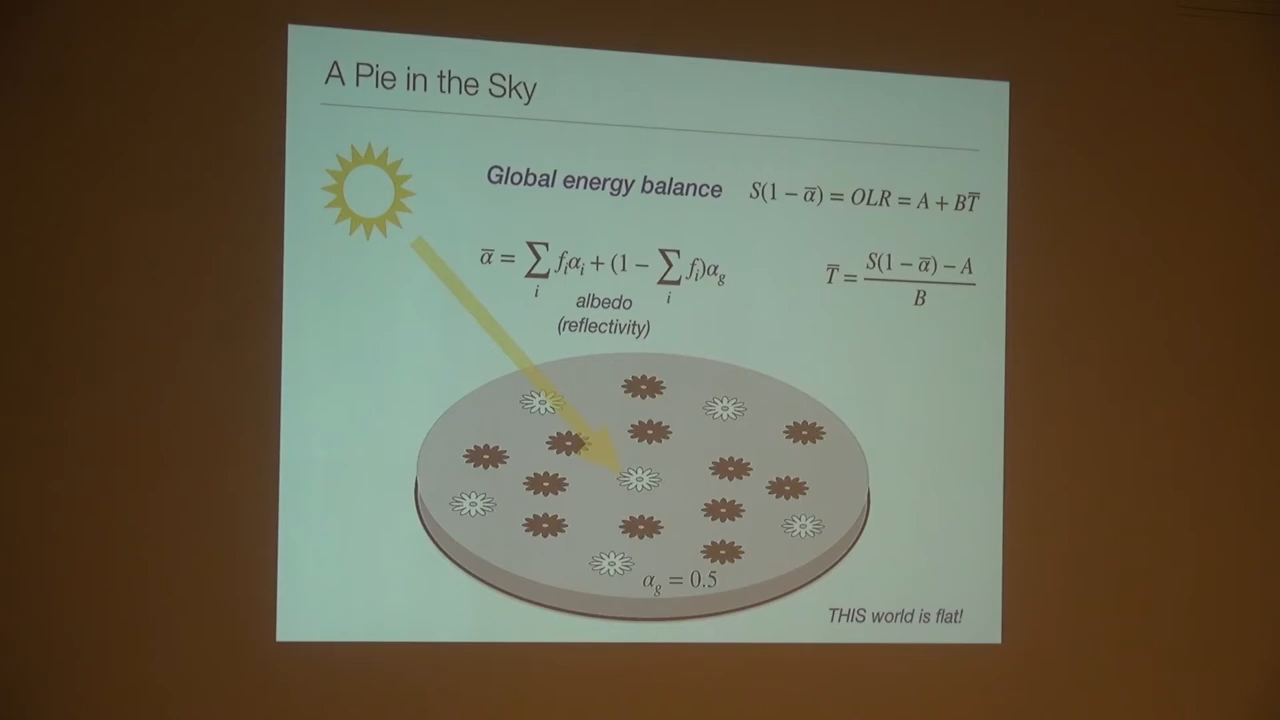 A Pie in the Sky
Global energy balance S(1 − α̅) = OLR = A + BT̅
α̅ = ∑ᵢ fᵢαᵢ + (1 − ∑ᵢ fᵢ)α_g
T̅ = (S(1 − α̅) − A) / B
albedo
(reflectivity)
α_g = 0.5
THIS world is flat!